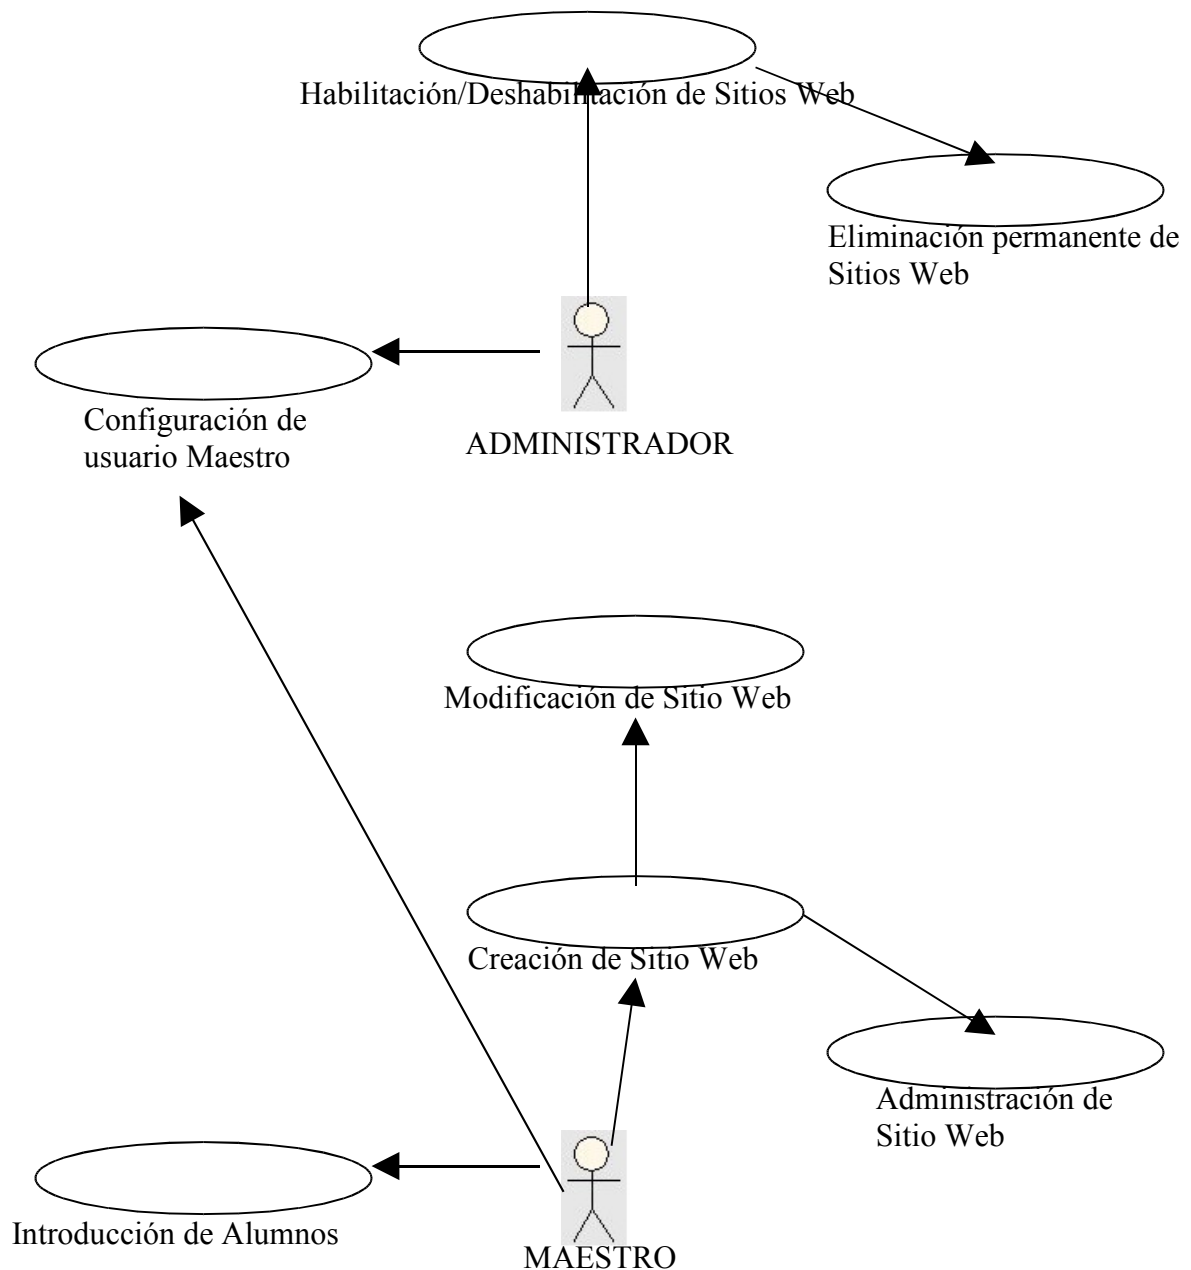 Habilitación/Deshabilitación de Sitios Web
Eliminación permanente de
Sitios Web
Configuración de
usuario Maestro
ADMINISTRADOR
Modificación de Sitio Web
Creación de Sitio Web
Administración de
Sitio Web
Introducción de Alumnos
MAESTRO